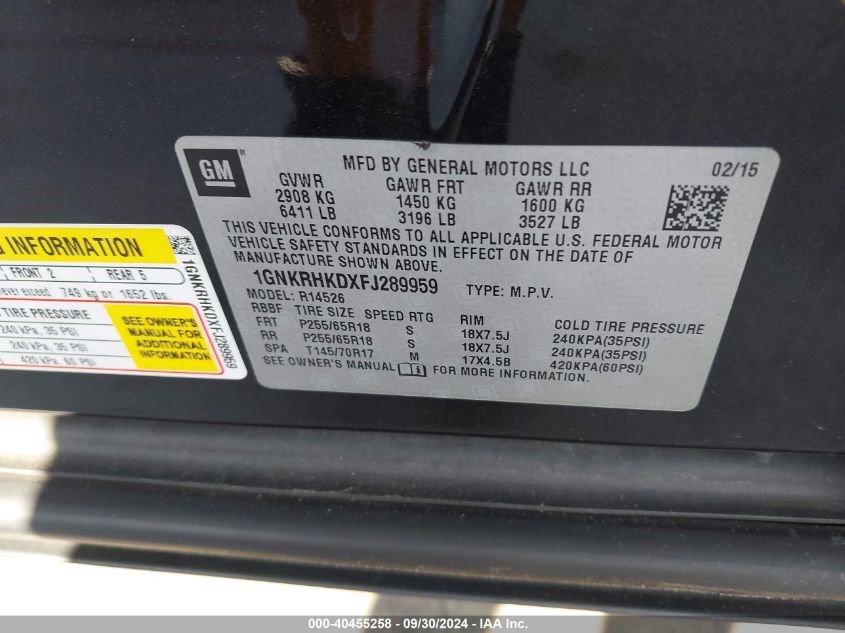 GM
MFD BY GENERAL MOTORS LLC 02/15
GVWR GAWR FRT GAWR RR
2908 KG 1450 KG 1600 KG
6411 LB 3196 LB 3527 LB
THIS VEHICLE CONFORMS TO ALL APPLICABLE U.S. FEDERAL MOTOR
VEHICLE SAFETY STANDARDS IN EFFECT ON THE DATE OF
MANUFACTURE SHOWN ABOVE.
1GNKRHKDXFJ289959 TYPE: M.P.V.
MODEL: R14526
RBBF TIRE SIZE SPEED RTG RIM COLD TIRE PRESSURE
FRT P255/65R18 S 18X7.5J 240KPA(35PSI)
RR P255/65R18 S 18X7.5J 240KPA(35PSI)
SPA T145/70R17 M 17X4.5B 420KPA(60PSI)
SEE OWNER'S MANUAL FOR MORE INFORMATION.
INFORMATION
FRONT 2 REAR 5
exceed 749 kg or 1652 lbs.
TIRE PRESSURE
240 kPa, 35 PSI
240 kPa, 35 PSI
420 kPa, 60 PSI
SEE OWNER'S
MANUAL FOR
ADDITIONAL
INFORMATION
1GNKRHKDXFJ289959
000-40455258 - 09/30/2024 - IAA Inc.